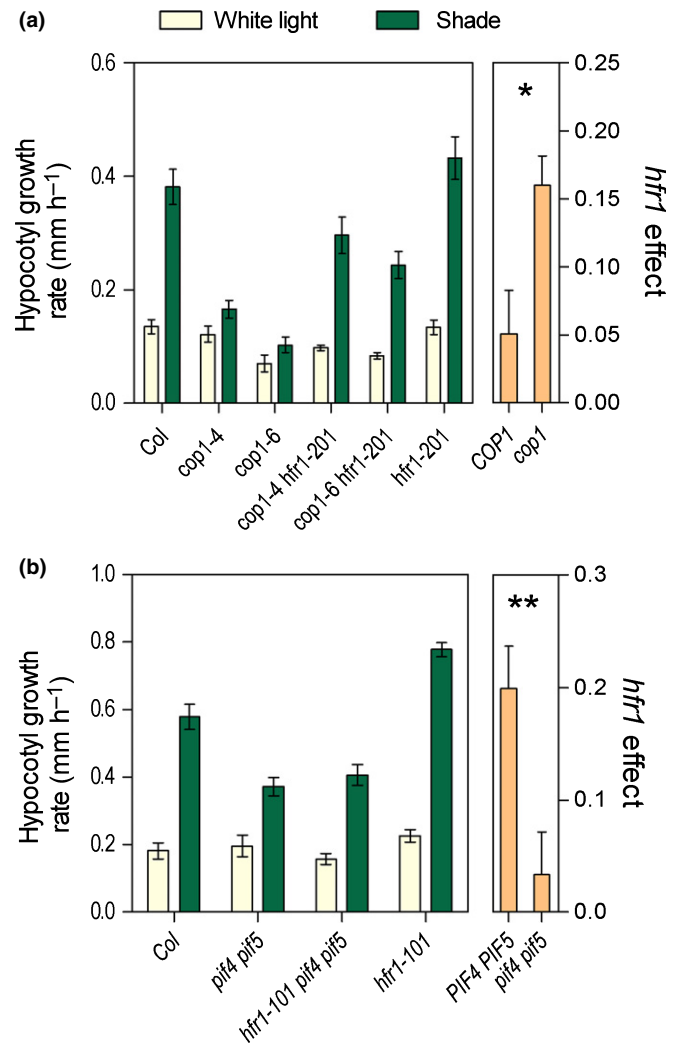 (a)
White light
Shade
Hypocotyl growth
rate (mm h−1)
0.6
0.4
0.2
0.0
Col
cop1-4
cop1-6
cop1-4 hfr1-201
cop1-6 hfr1-201
hfr1-201
*
0.25
0.20
0.15
0.10
0.05
0.00
hfr1 effect
COP1
cop1
(b)
Hypocotyl growth
rate (mm h−1)
1.0
0.8
0.6
0.4
0.2
0.0
Col
pif4 pif5
hfr1-101 pif4 pif5
hfr1-101
**
0.3
0.2
0.1
0.0
hfr1 effect
PIF4 PIF5
pif4 pif5